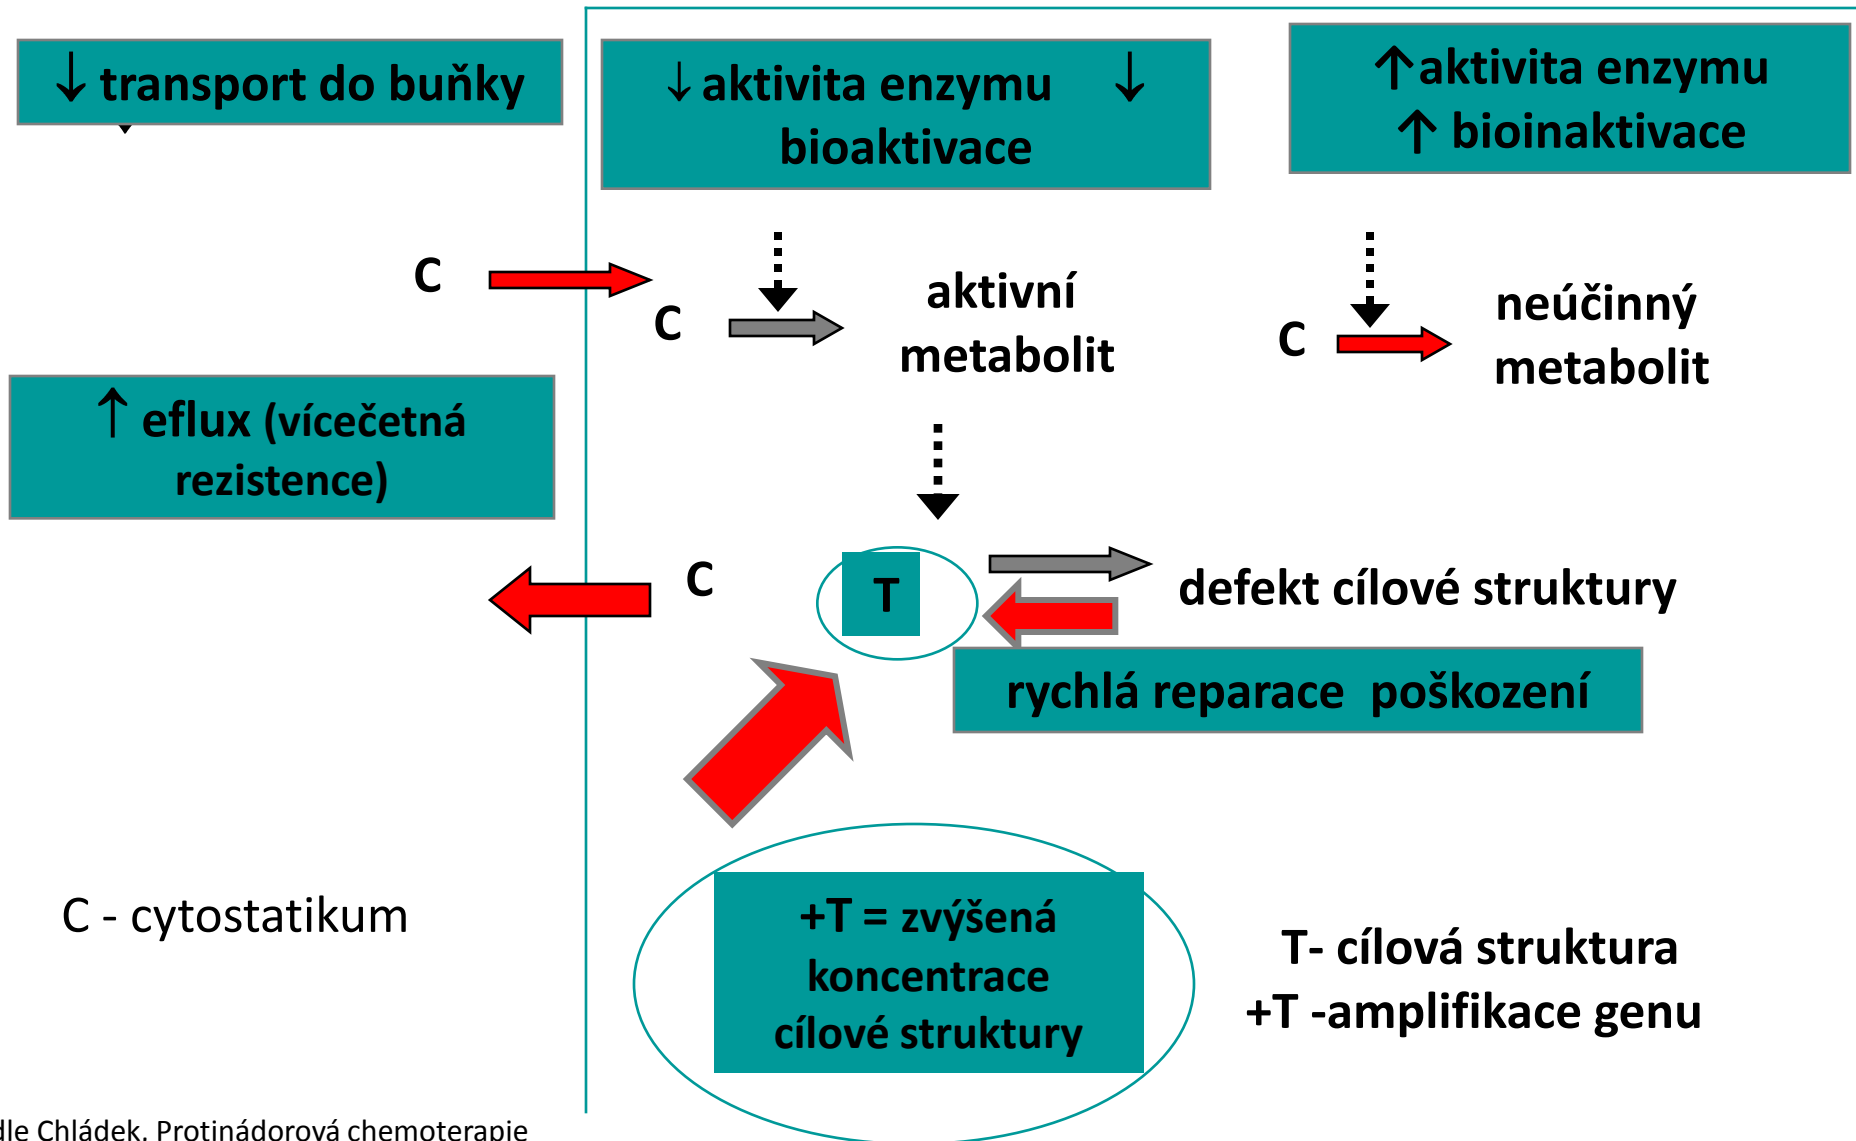 ↓ transport do buňky
↓ aktivita enzymu ↓
bioaktivace
↑aktivita enzymu
↑ bioinaktivace
C
C
aktivní
metabolit
C
neúčinný
metabolit
↑ eflux (vícečetná
rezistence)
C
T
defekt cílové struktury
rychlá reparace poškození
C - cytostatikum
+T = zvýšená
koncentrace
cílové struktury
T- cílová struktura
+T -amplifikace genu
dle Chládek. Protinádorová chemoterapie